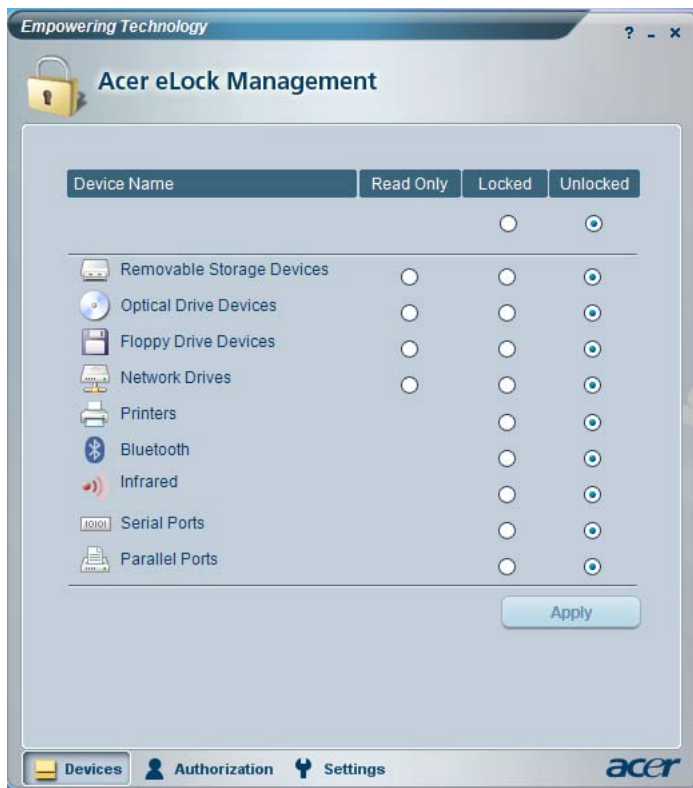 Empowering Technology
? - ×
Acer eLock Management
Device Name Read Only Locked Unlocked
Removable Storage Devices
Optical Drive Devices
Floppy Drive Devices
Network Drives
Printers
Bluetooth
Infrared
10101 Serial Ports
Parallel Ports
Apply
Devices Authorization Settings acer